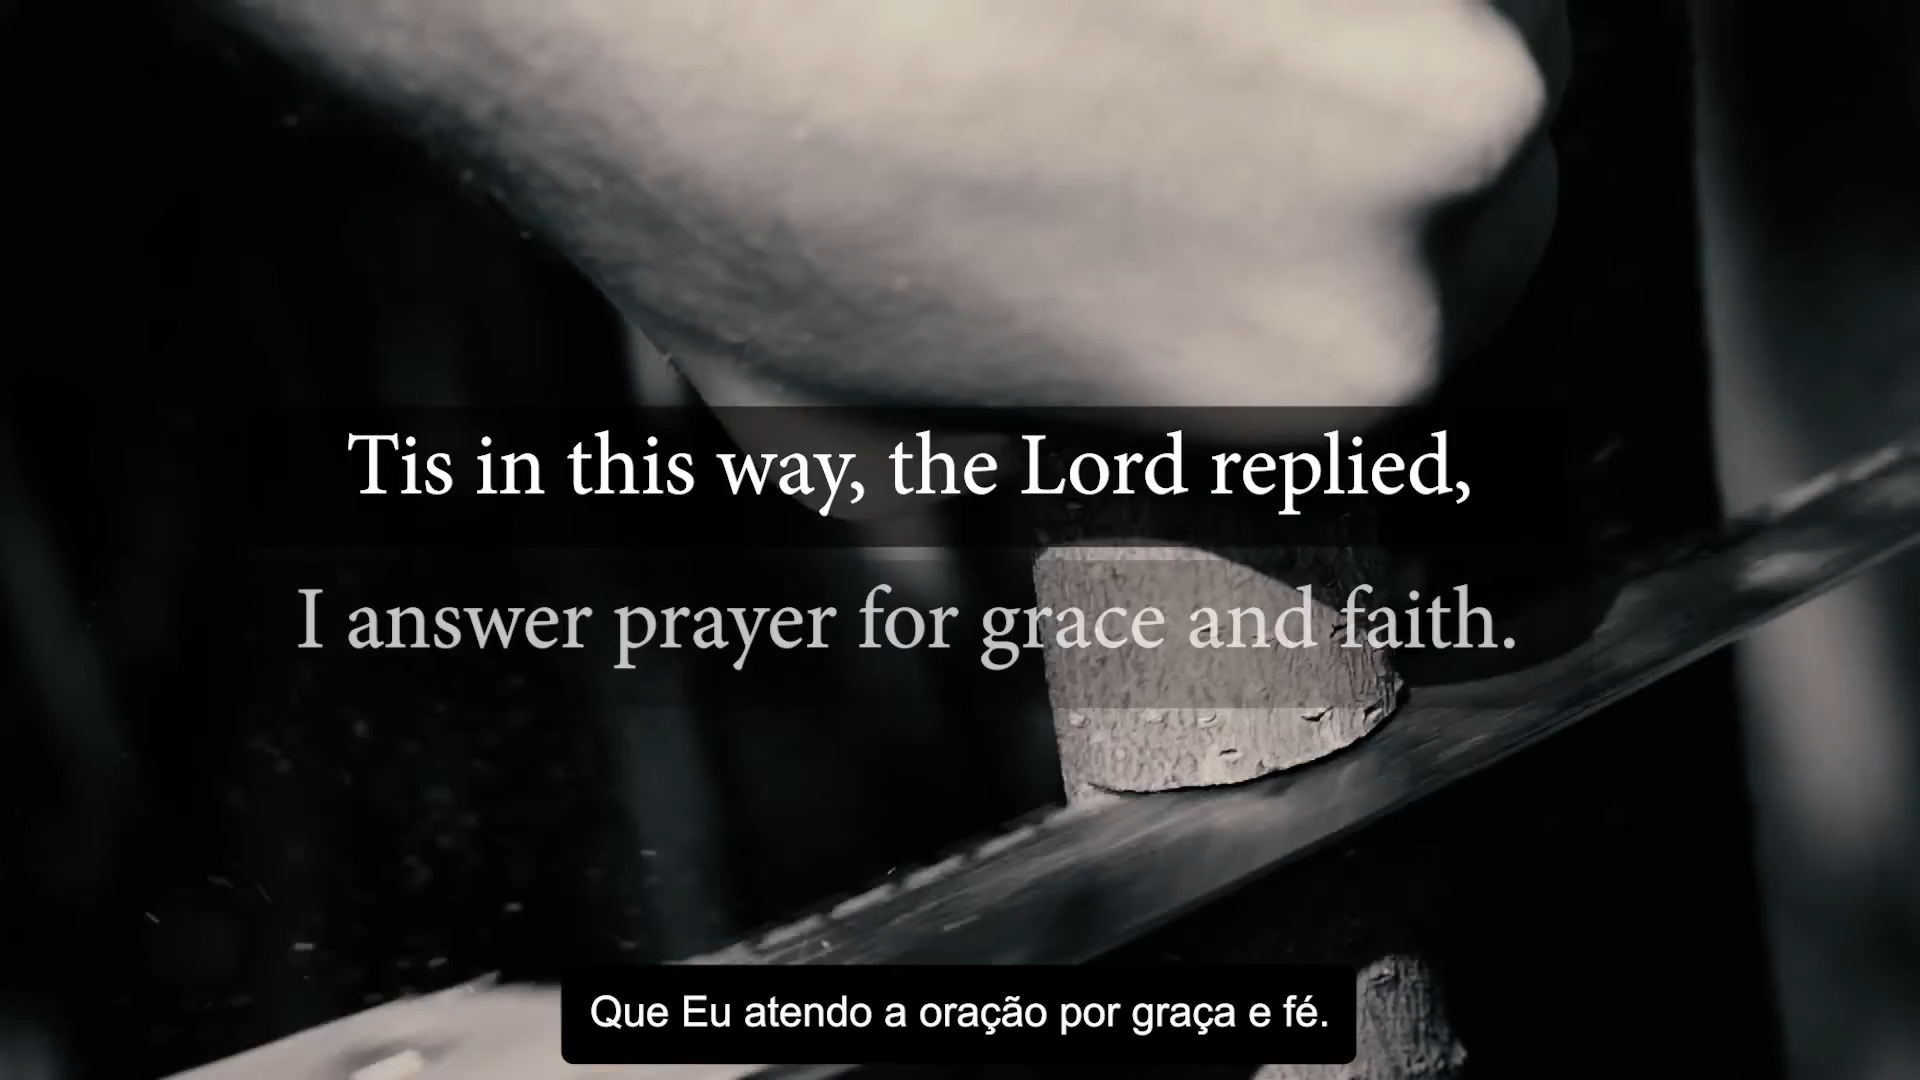 Tis in this way, the Lord replied,
I answer prayer for grace and faith.
Que Eu atendo a oração por graça e fé.